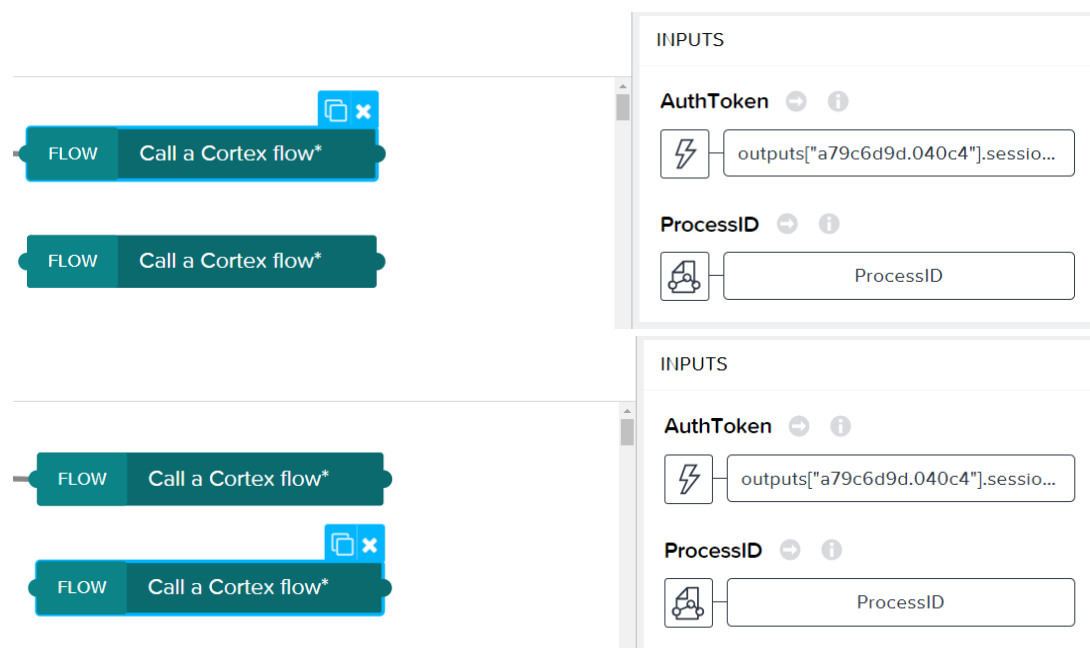 INPUTS
AuthToken
FLOW Call a Cortex flow*
outputs["a79c6d9d.040c4"].sessio...
ProcessID
FLOW Call a Cortex flow*
ProcessID
INPUTS
AuthToken
FLOW Call a Cortex flow*
outputs["a79c6d9d.040c4"].sessio...
ProcessID
FLOW Call a Cortex flow*
ProcessID